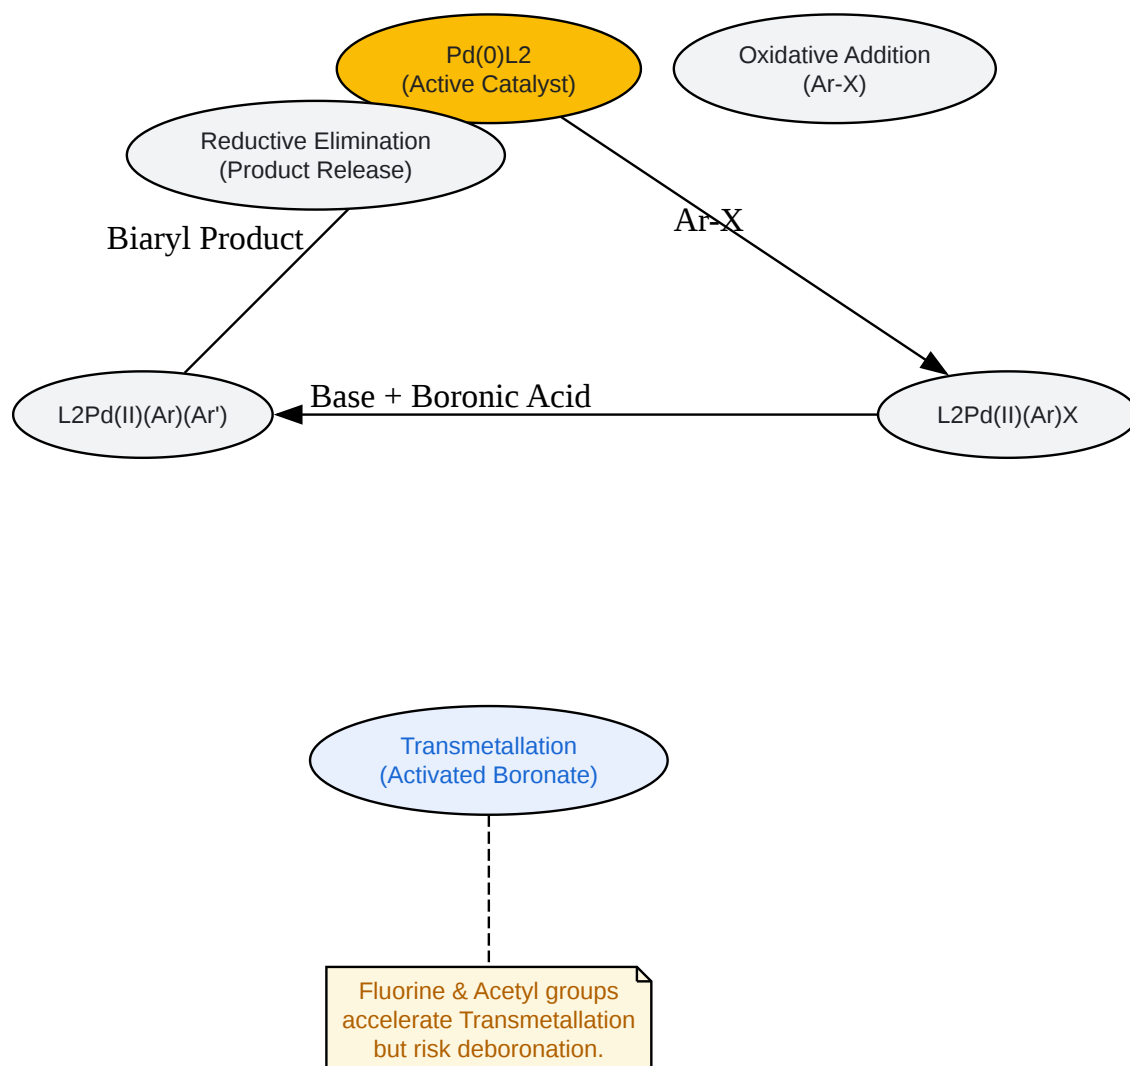 Pd(0)L2
(Active Catalyst)
Oxidative Addition
(Ar-X)
Reductive Elimination
(Product Release)
Ar-X
Biaryl Product
Base + Boronic Acid
L2Pd(II)(Ar)(Ar')
L2Pd(II)(Ar)X
Transmetallation
(Activated Boronate)
Fluorine & Acetyl groups
accelerate Transmetallation
but risk deboronation.